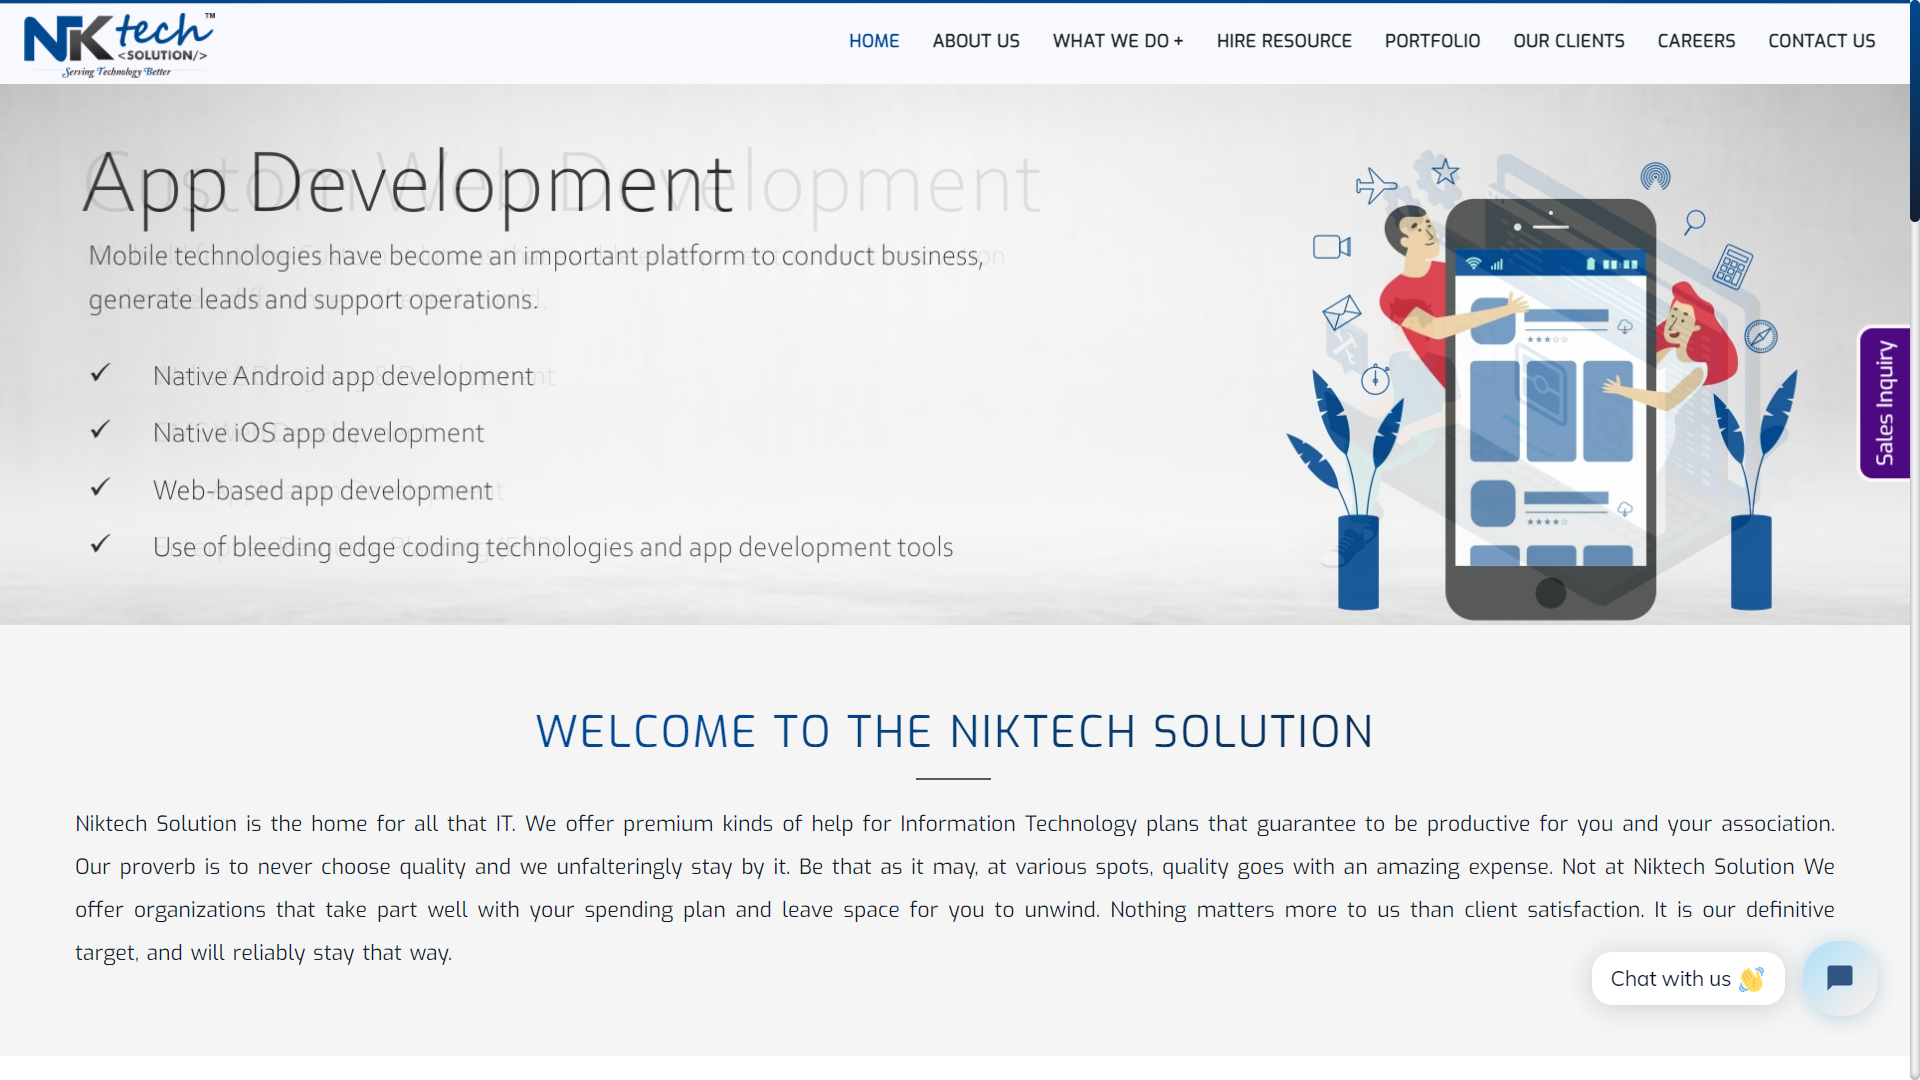 NK tech™
<SOLUTION/>
Serving Technology Better
HOME ABOUT US WHAT WE DO + HIRE RESOURCE PORTFOLIO OUR CLIENTS CAREERS CONTACT US
App Development
Custom Web Development
Mobile technologies have become an important platform to conduct business,
generate leads and support operations.
✓ Native Android app development
✓ Native iOS app development
✓ Web-based app development
✓ Use of bleeding edge coding technologies and app development tools
Sales Inquiry
WELCOME TO THE NIKTECH SOLUTION
Niktech Solution is the home for all that IT. We offer premium kinds of help for Information Technology plans that guarantee to be productive for you and your association.
Our proverb is to never choose quality and we unfalteringly stay by it. Be that as it may, at various spots, quality goes with an amazing expense. Not at Niktech Solution We
offer organizations that take part well with your spending plan and leave space for you to unwind. Nothing matters more to us than client satisfaction. It is our definitive
target, and will reliably stay that way.
Chat with us 👋